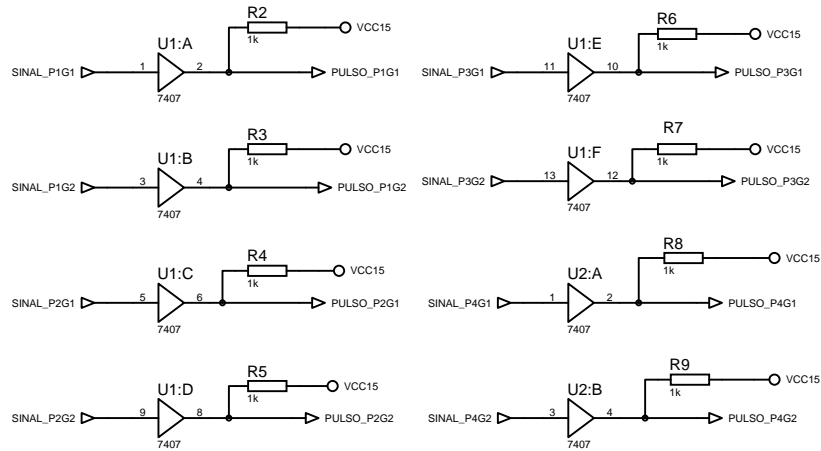 R2
VCC15
1k
U1:A
SINAL_P1G1
1
2
PULSO_P1G1
7407
R6
VCC15
1k
U1:E
SINAL_P3G1
11
10
PULSO_P3G1
7407
R3
VCC15
1k
U1:B
SINAL_P1G2
3
4
PULSO_P1G2
7407
R7
VCC15
1k
U1:F
SINAL_P3G2
13
12
PULSO_P3G2
7407
R4
VCC15
1k
U1:C
SINAL_P2G1
5
6
PULSO_P2G1
7407
R8
VCC15
1k
U2:A
SINAL_P4G1
1
2
PULSO_P4G1
7407
R5
VCC15
1k
U1:D
SINAL_P2G2
9
8
PULSO_P2G2
7407
R9
VCC15
1k
U2:B
SINAL_P4G2
3
4
PULSO_P4G2
7407